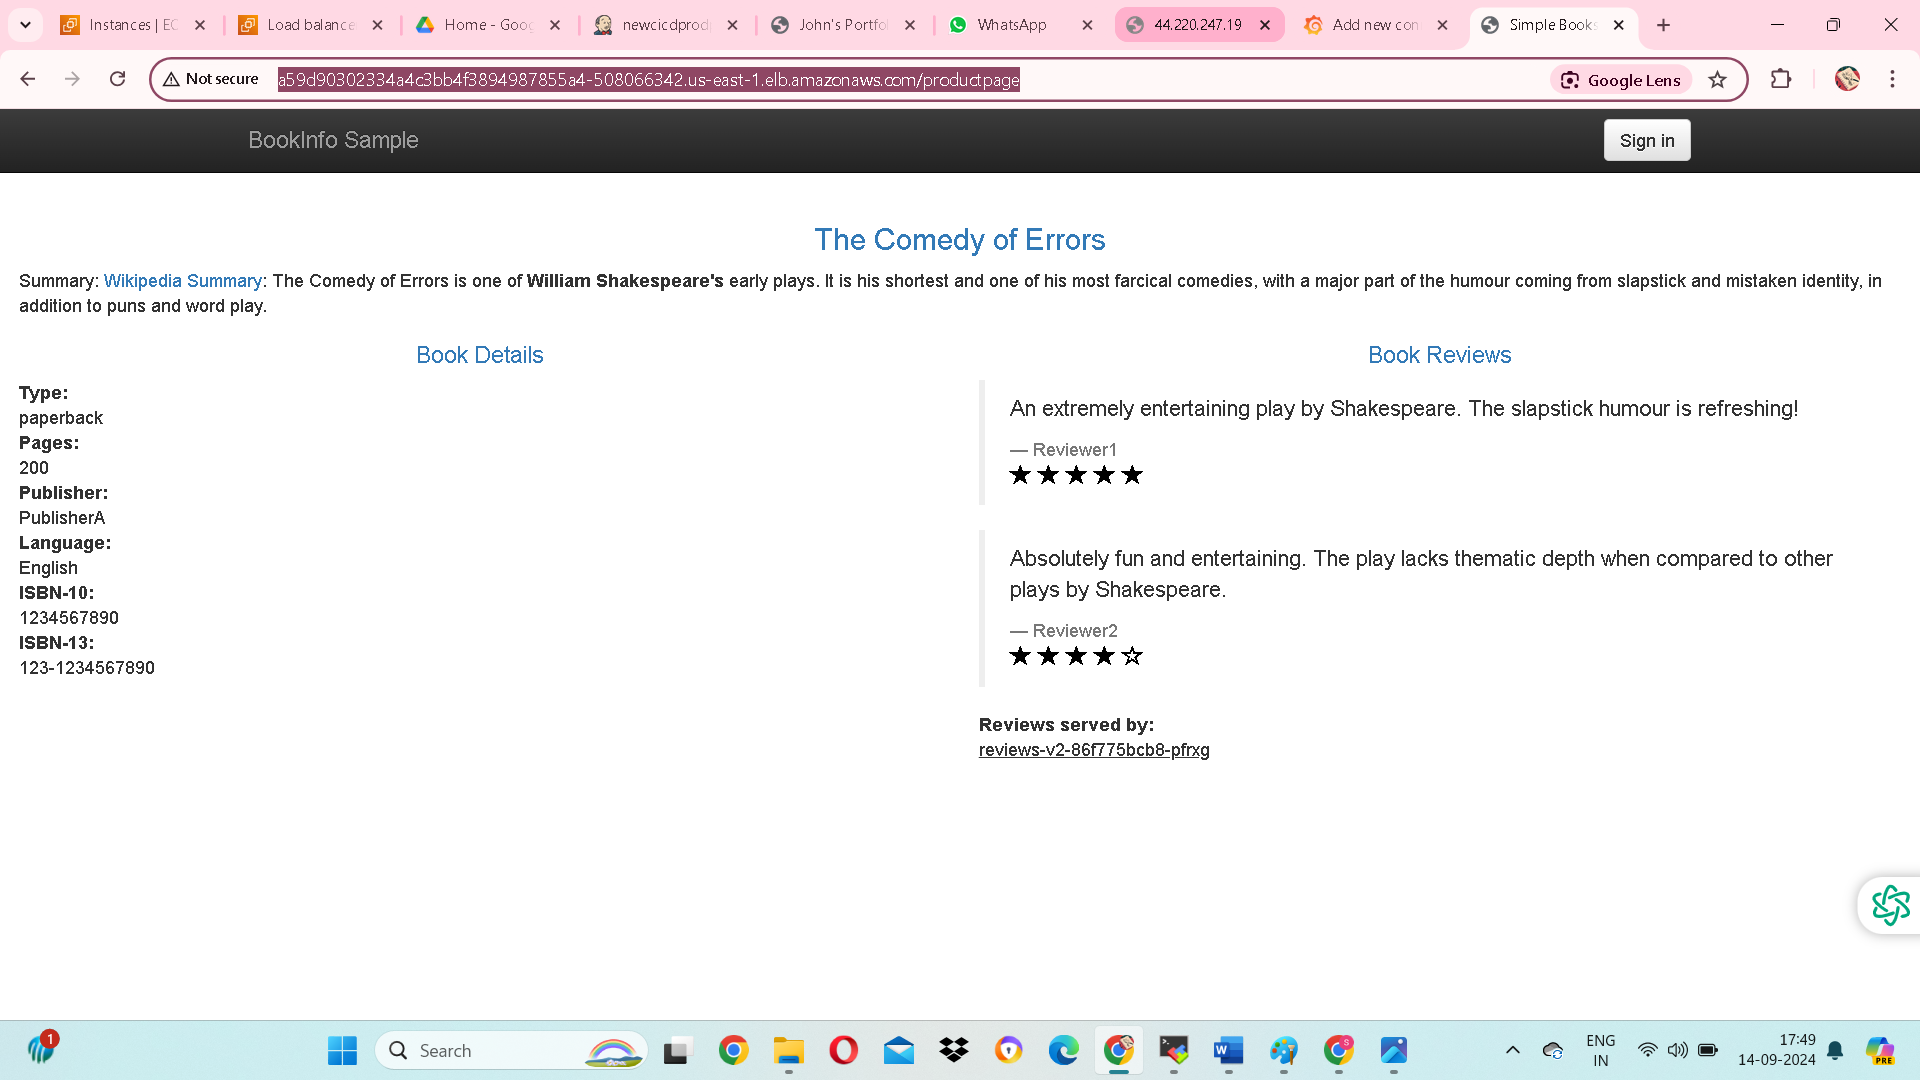 Instances | EC
Load balance
Home - Goog
newcicdprod
John's Portfol
WhatsApp
44.220.247.19
Add new con
Simple Books
Not secure
a59d90302334a4c3bb4f3894987855a4-508066342.us-east-1.elb.amazonaws.com/productpage
Google Lens
BookInfo Sample
Sign in
The Comedy of Errors
Summary: Wikipedia Summary: The Comedy of Errors is one of William Shakespeare's early plays. It is his shortest and one of his most farcical comedies, with a major part of the humour coming from slapstick and mistaken identity, in
addition to puns and word play.
Book Details
Type:
paperback
Pages:
200
Publisher:
PublisherA
Language:
English
ISBN-10:
1234567890
ISBN-13:
123-1234567890
Book Reviews
An extremely entertaining play by Shakespeare. The slapstick humour is refreshing!
— Reviewer1
Absolutely fun and entertaining. The play lacks thematic depth when compared to other
plays by Shakespeare.
— Reviewer2
Reviews served by:
reviews-v2-86f775bcb8-pfrxg
1
Search
S
ENG
IN
17:49
14-09-2024
PRE